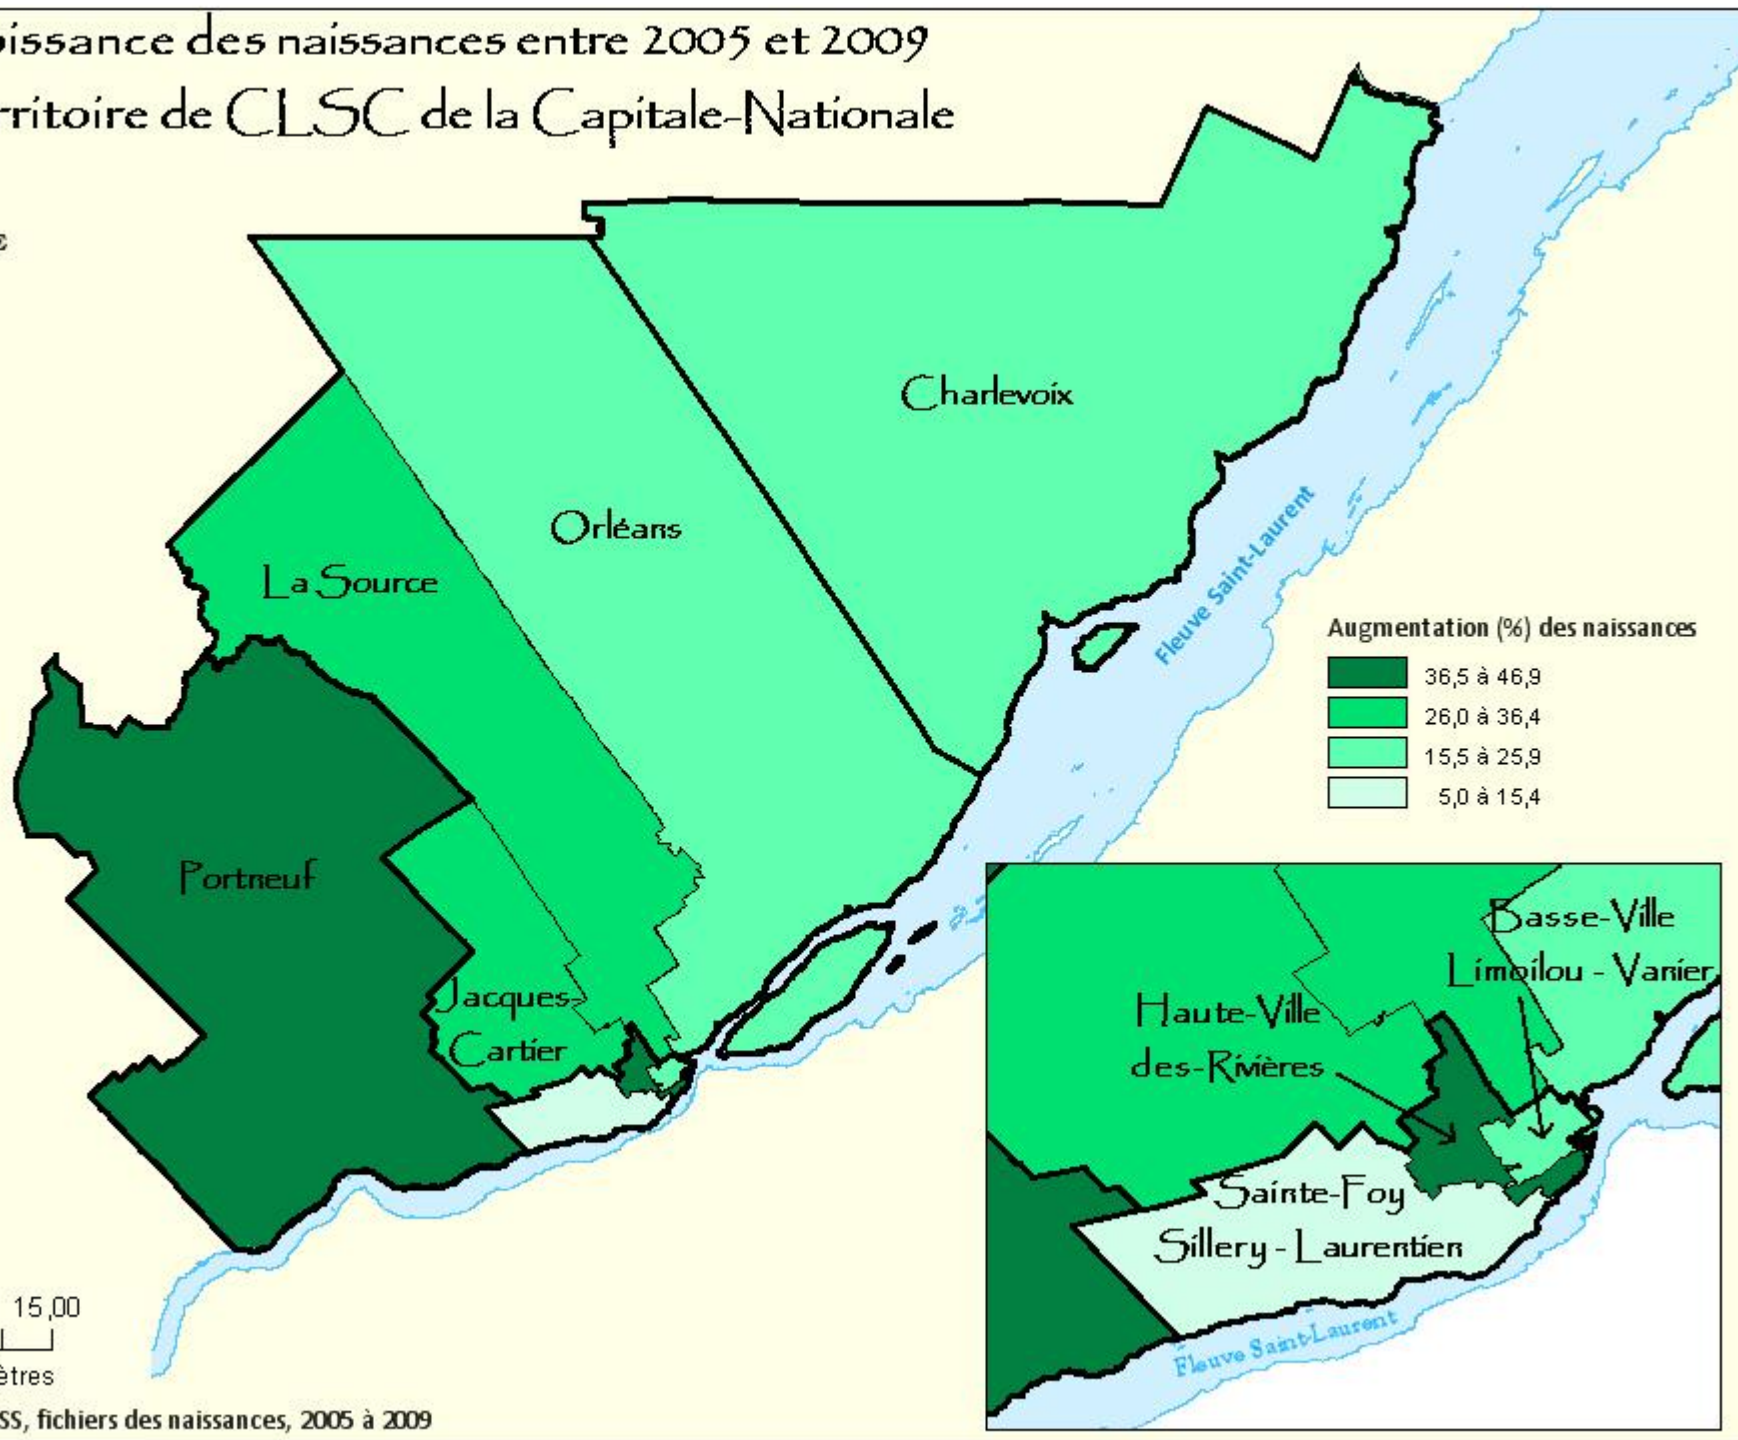 issance des naissances entre 2005 et 2009
rritoire de CLSC de la Capitale-Nationale
Charlevoix
Orléans
La Source
Fleuve Saint-Laurent
Augmentation (%) des naissances
36,5 à 46,9
26,0 à 36,4
15,5 à 25,9
5,0 à 15,4
Portneuf
Jacques-
Cartier
Basse-Ville
Limoilou - Vanier
Haute-Ville
des-Rivières
Sainte-Foy
Sillery - Laurentien
Fleuve Saint-Laurent
15,00
ètres
SS, fichiers des naissances, 2005 à 2009